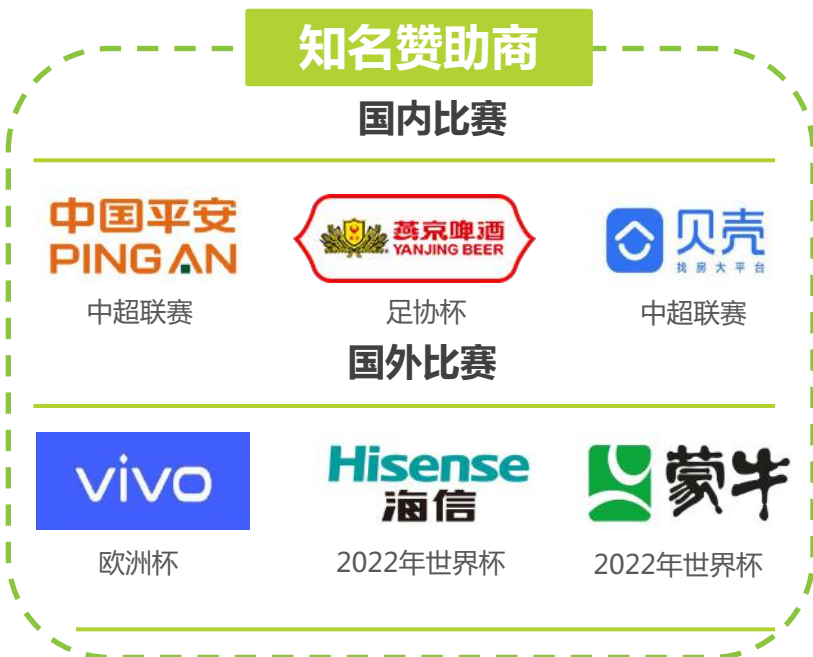 知名赞助商
国内比赛
中国平安
PING AN
燕京啤酒
YANJING BEER
贝壳
找房大平台
中超联赛
足协杯
中超联赛
国外比赛
vivo
Hisense
海信
蒙牛
欧洲杯
2022年世界杯
2022年世界杯